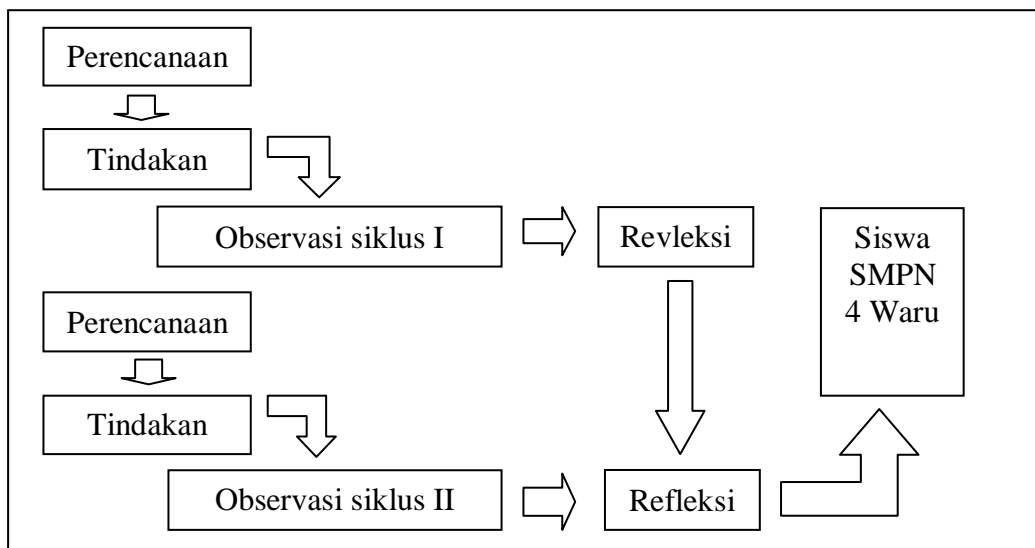 Perencanaan
Tindakan
Observasi siklus I
Revleksi
Siswa
SMPN
4 Waru
Perencanaan
Tindakan
Observasi siklus II
Refleksi